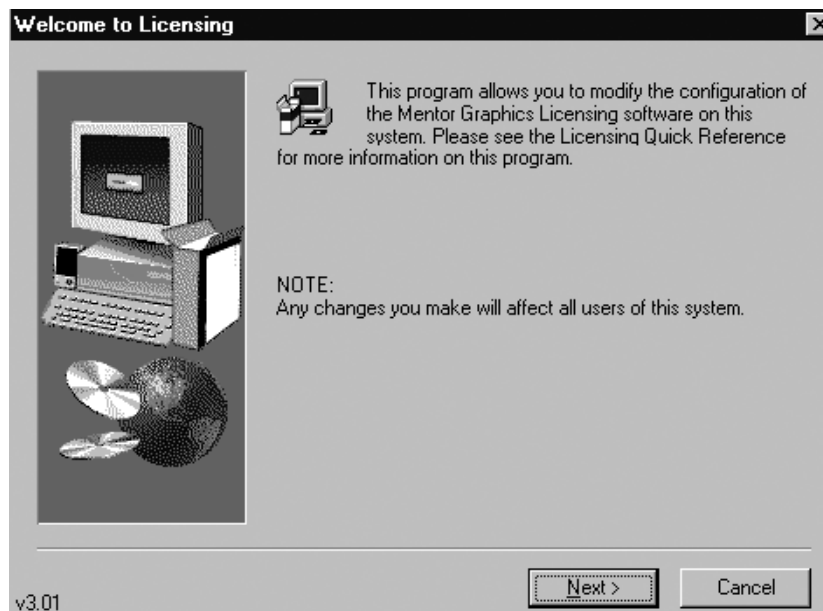 Welcome to Licensing
This program allows you to modify the configuration of
the Mentor Graphics Licensing software on this
system. Please see the Licensing Quick Reference
for more information on this program.
NOTE:
Any changes you make will affect all users of this system.
Next >
Cancel
v3.01